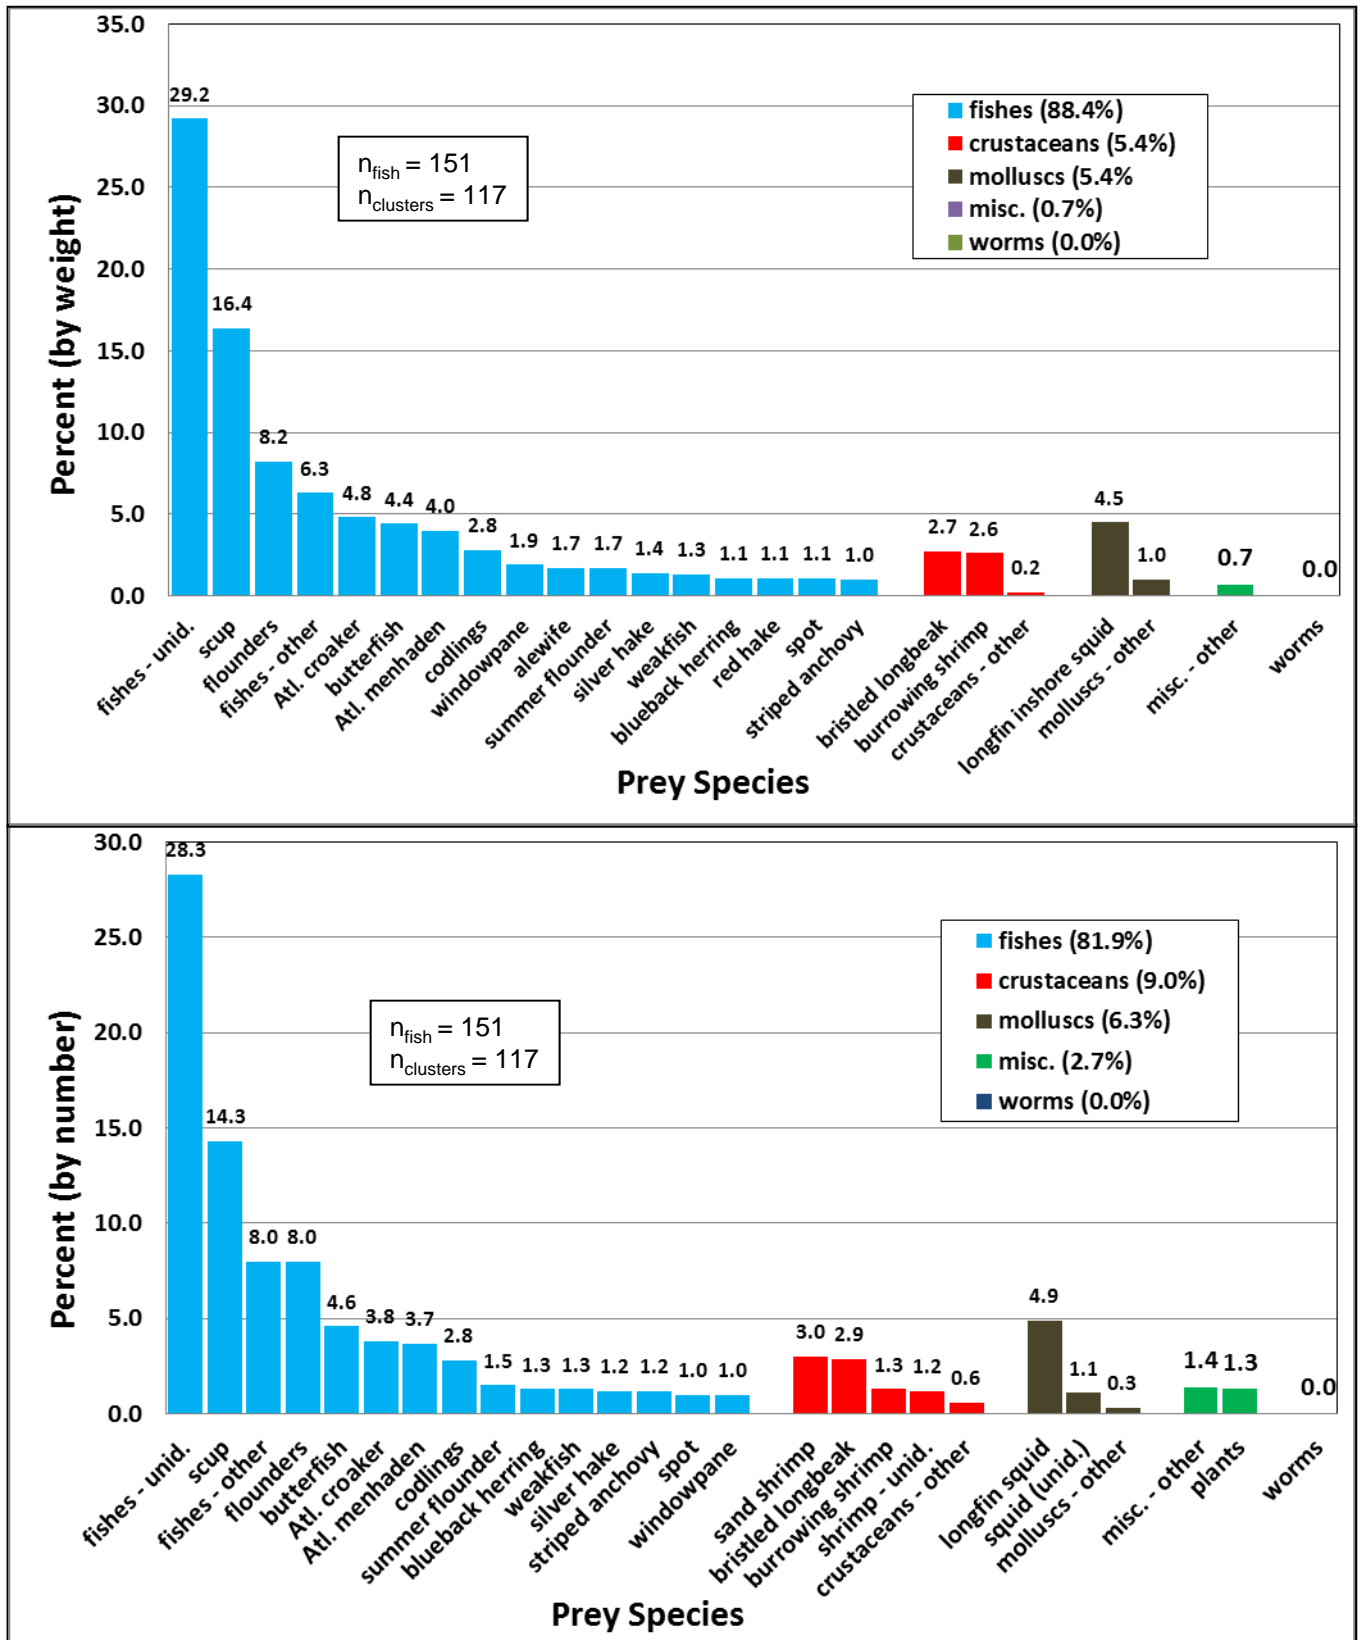 35.0
30.0
25.0
20.0
15.0
10.0
5.0
0.0
Percent (by weight)
29.2
16.4
8.2
6.3
4.8
4.4
4.0
2.8
1.9
1.7
1.7
1.4
1.3
1.1
1.1
1.1
1.0
2.7
2.6
0.2
4.5
1.0
0.7
0.0
nfish = 151
nclusters = 117
fishes (88.4%)
crustaceans (5.4%)
molluscs (5.4%
misc. (0.7%)
worms (0.0%)
fishes - unid.
scup
flounders
fishes - other
Atl. croaker
butterfish
Atl. menhaden
codlings
windowpane
alewife
summer flounder
silver hake
weakfish
blueback herring
red hake
spot
striped anchovy
bristled longbeak
burrowing shrimp
crustaceans - other
longfin inshore squid
molluscs - other
misc. - other
worms
Prey Species
30.0
25.0
20.0
15.0
10.0
5.0
0.0
Percent (by number)
28.3
14.3
8.0
8.0
4.6
3.8
3.7
2.8
1.5
1.3
1.3
1.2
1.2
1.0
1.0
3.0
2.9
1.3
1.2
0.6
4.9
1.1
0.3
1.4
1.3
0.0
nfish = 151
nclusters = 117
fishes (81.9%)
crustaceans (9.0%)
molluscs (6.3%)
misc. (2.7%)
worms (0.0%)
fishes - unid.
scup
fishes - other
flounders
butterfish
Atl. croaker
Atl. menhaden
codlings
summer flounder
blueback herring
weakfish
silver hake
striped anchovy
spot
windowpane
sand shrimp
bristled longbeak
burrowing shrimp
shrimp - unid.
crustaceans - other
longfin squid
squid (unid.)
molluscs - other
misc. - other
plants
worms
Prey Species